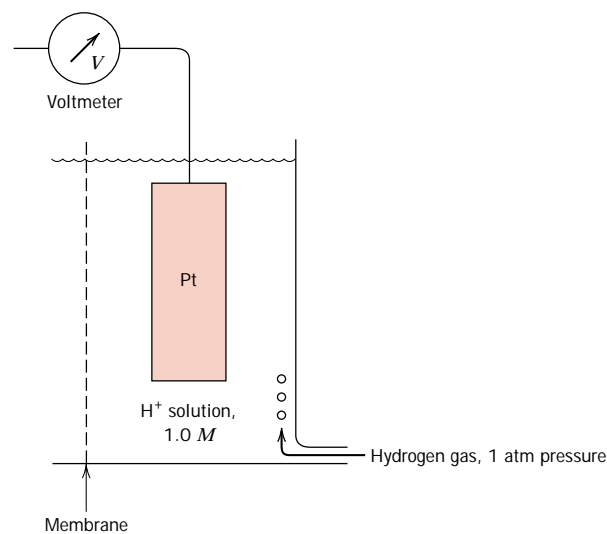 V
Voltmeter
Pt
H⁺ solution,
1.0 M
Hydrogen gas, 1 atm pressure
Membrane